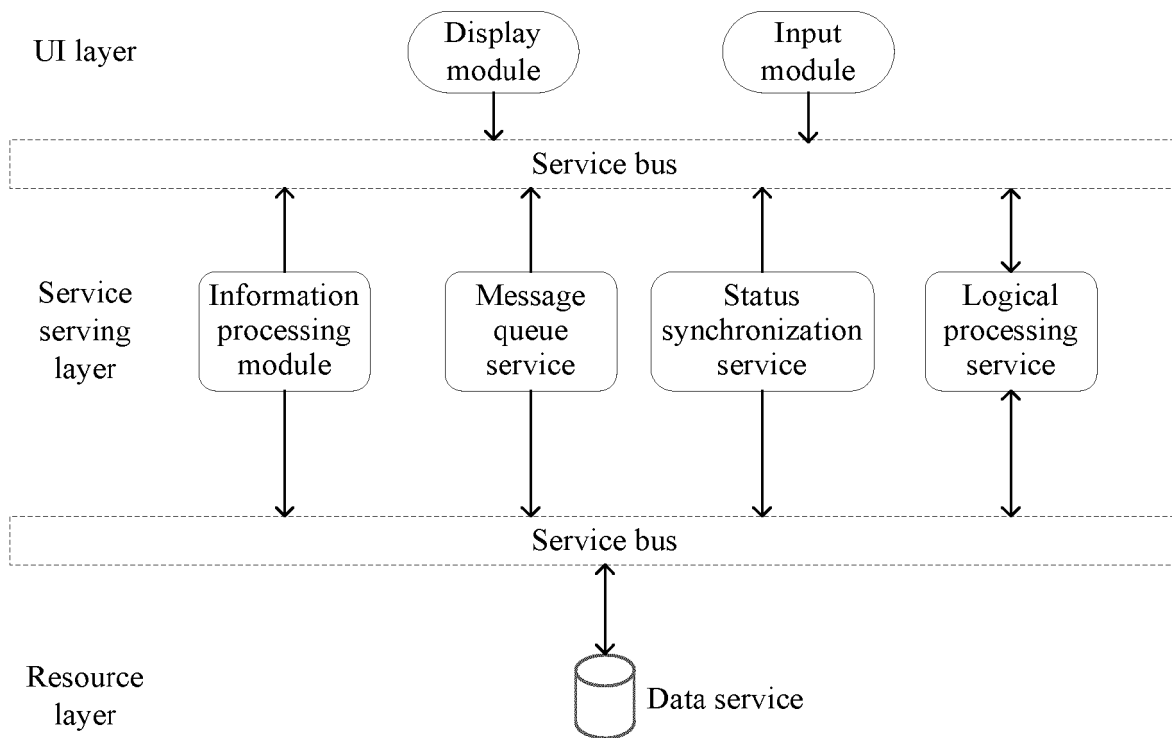 UI layer
Display
module
Input
module
Service bus
Service
serving
layer
Information
processing
module
Message
queue
service
Status
synchronization
service
Logical
processing
service
Service bus
Resource
layer
Data service